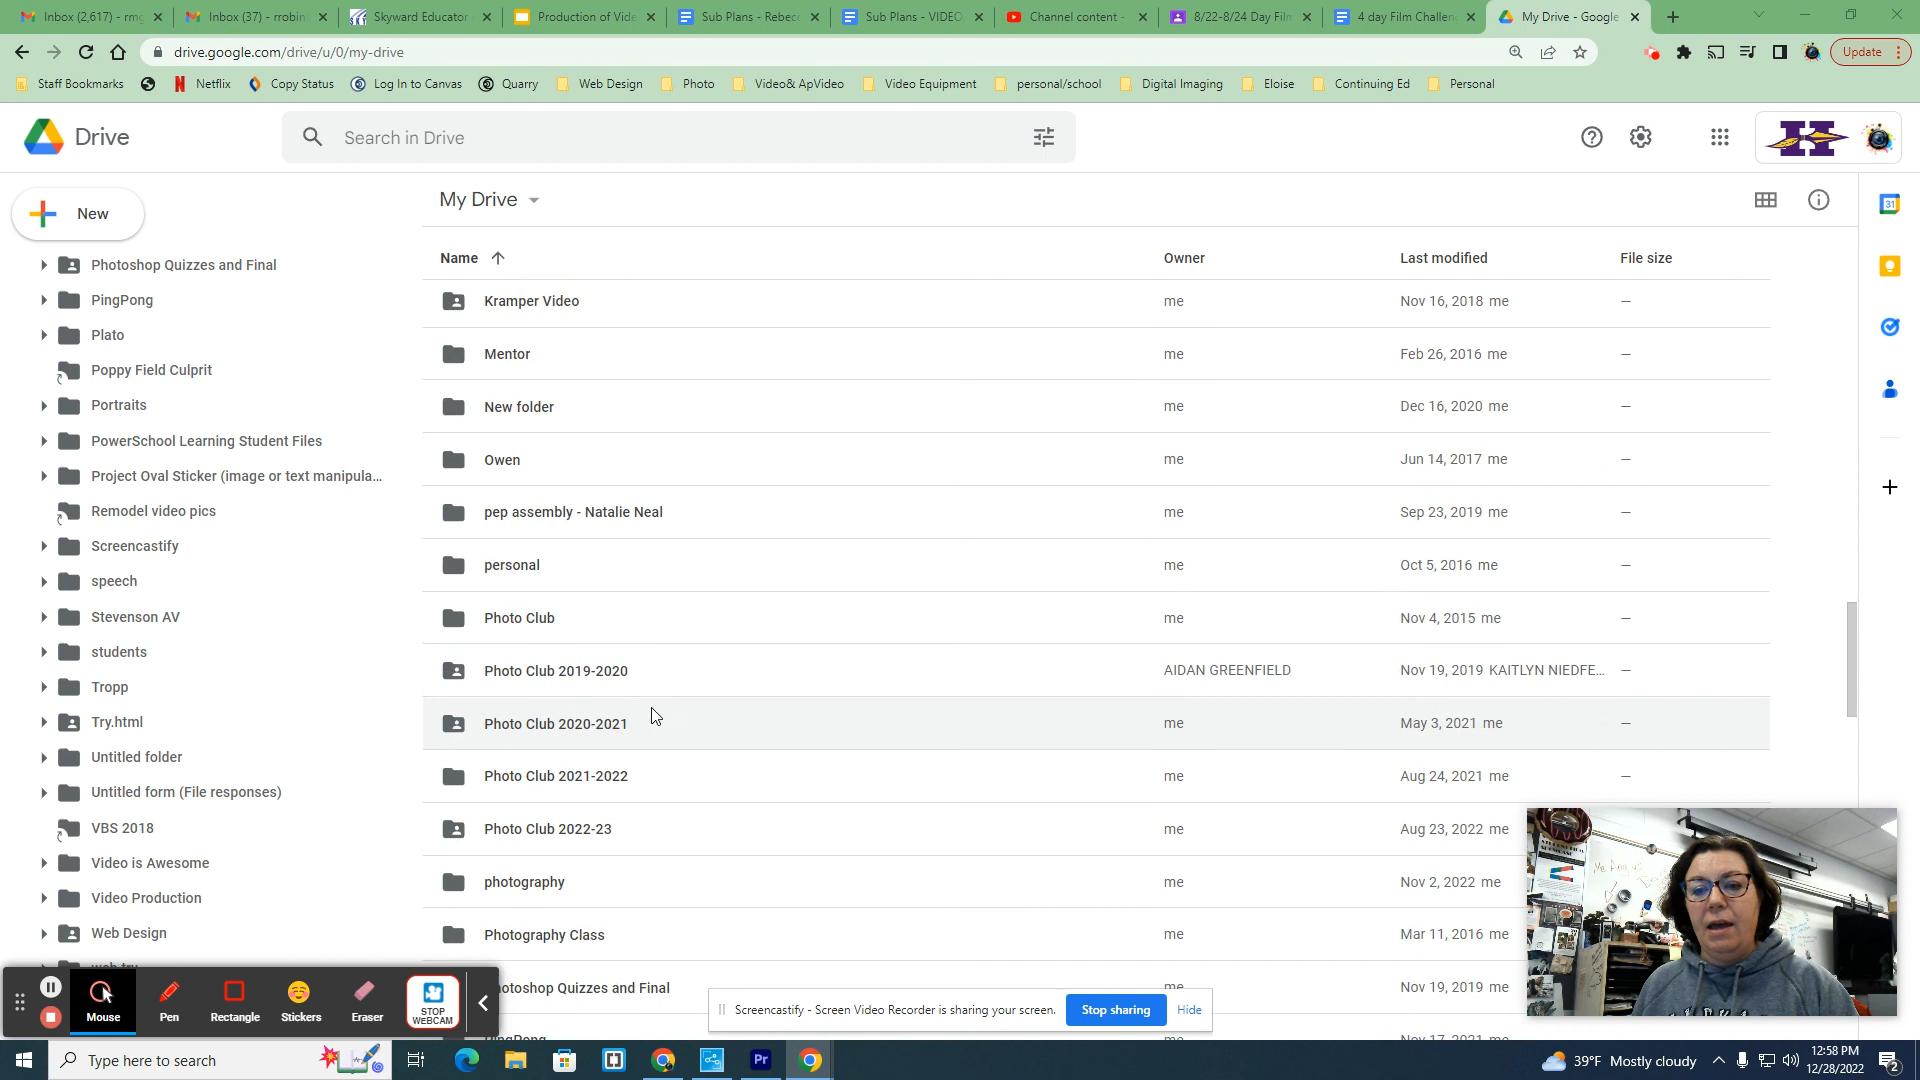 Inbox (2,617) - rmg
Inbox (37) - rrobin
Skyward Educator
Production of Vide
Sub Plans - Rebecc
Sub Plans - VIDEO
Channel content -
8/22-8/24 Day Film
4 day Film Challen
My Drive - Google
drive.google.com/drive/u/0/my-drive
Update
Staff Bookmarks
Netflix
Copy Status
Log In to Canvas
Quarry
Web Design
Photo
Video& ApVideo
Video Equipment
personal/school
Digital Imaging
Eloise
Continuing Ed
Personal
Drive
Search in Drive
H
New
Photoshop Quizzes and Final
PingPong
Plato
Poppy Field Culprit
Portraits
PowerSchool Learning Student Files
Project Oval Sticker (image or text manipula...
Remodel video pics
Screencastify
speech
Stevenson AV
students
Tropp
Try.html
Untitled folder
Untitled form (File responses)
VBS 2018
Video is Awesome
Video Production
Web Design
My Drive
Name Owner Last modified File size
Kramper Video me Nov 16, 2018 me –
Mentor me Feb 26, 2016 me –
New folder me Dec 16, 2020 me –
Owen me Jun 14, 2017 me –
pep assembly - Natalie Neal me Sep 23, 2019 me –
personal me Oct 5, 2016 me –
Photo Club me Nov 4, 2015 me –
Photo Club 2019-2020 AIDAN GREENFIELD Nov 19, 2019 KAITLYN NIEDFE... –
Photo Club 2020-2021 me May 3, 2021 me –
Photo Club 2021-2022 me Aug 24, 2021 me –
Photo Club 2022-23 me Aug 23, 2022 me
photography me Nov 2, 2022 me
Photography Class me Mar 11, 2016 me
otoshop Quizzes and Final me Nov 19, 2019 me
PingPong me Nov 17, 2021 me
31
Mouse
Pen
Rectangle
Stickers
Eraser
STOP
WEBCAM
Screencastify - Screen Video Recorder is sharing your screen.
Stop sharing
Hide
Type here to search
Pr
39°F Mostly cloudy
12:58 PM
12/28/2022
2